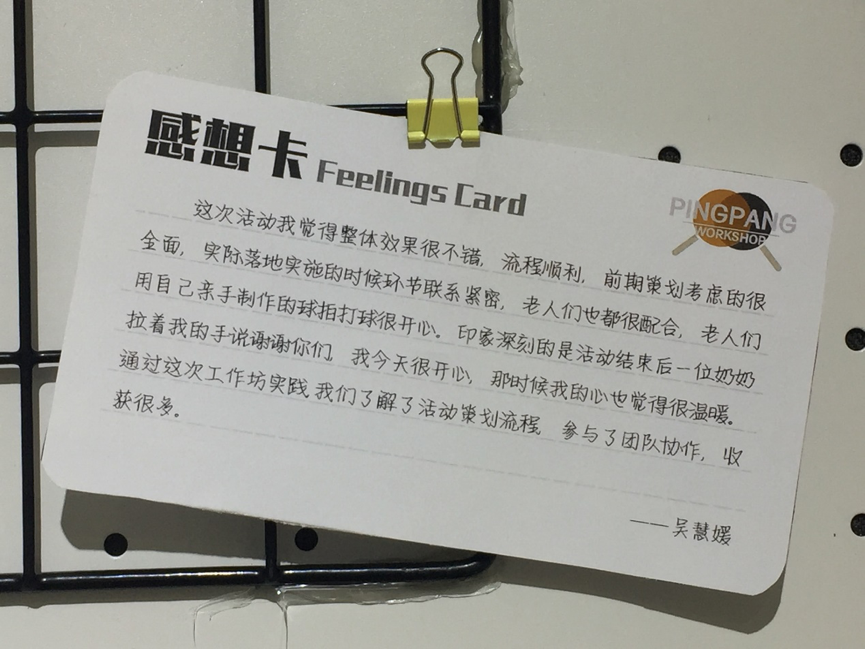 感想卡 Feelings Card
PINGPANG
WORKSHOP
这次活动我觉得整体效果很不错，流程顺利，前期策划考虑的很
全面，实际落地实施的时候环节联系紧密，老人们也都很配合，老人们
用自己亲手制作的球拍打球很开心。印象深刻的是活动结束后一位奶奶
拉着我的手说谢谢你们，我今天很开心，那时候我的心也觉得很温暖。
通过这次工作坊实践，我们了解了活动策划流程，参与了团队协作，收
获很多。
——吴慧媛